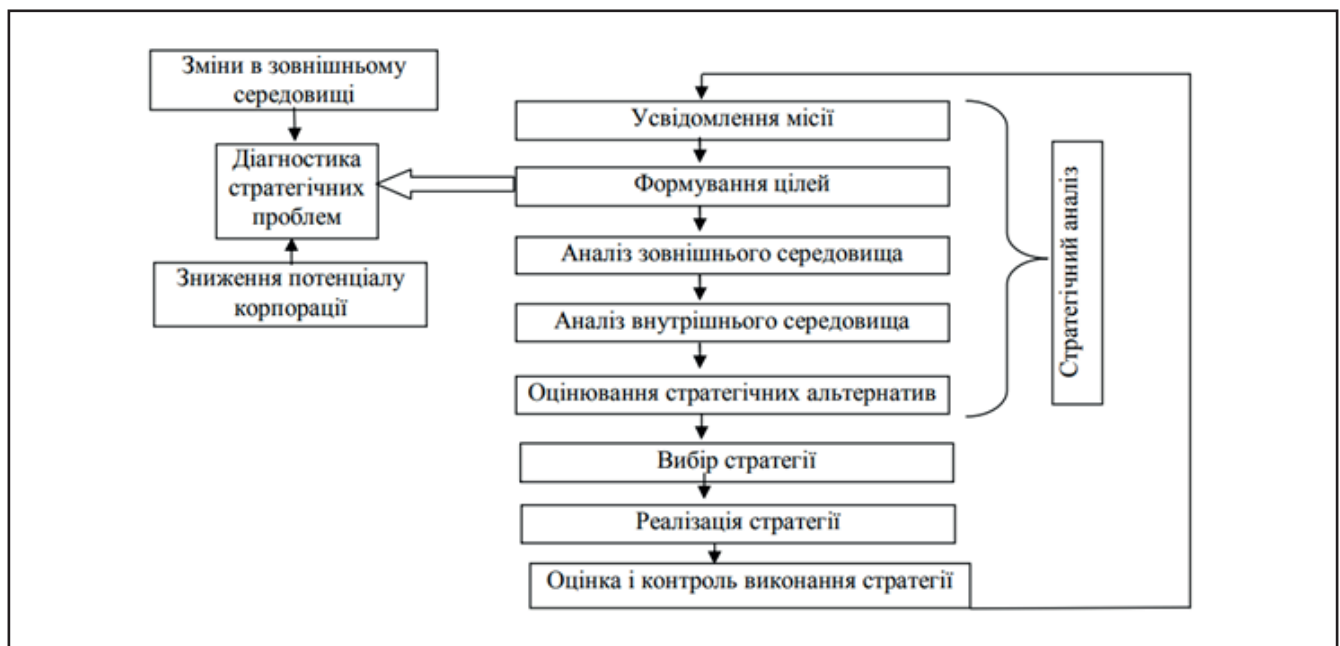 Зміни в зовнішньому
середовищі
Діагностика
стратегічних
проблем
Зниження потенціалу
корпорації
Усвідомлення місії
Формування цілей
Аналіз зовнішнього середовища
Аналіз внутрішнього середовища
Оцінювання стратегічних альтернатив
Вибір стратегії
Реалізація стратегії
Оцінка і контроль виконання стратегії
Стратегічний аналіз